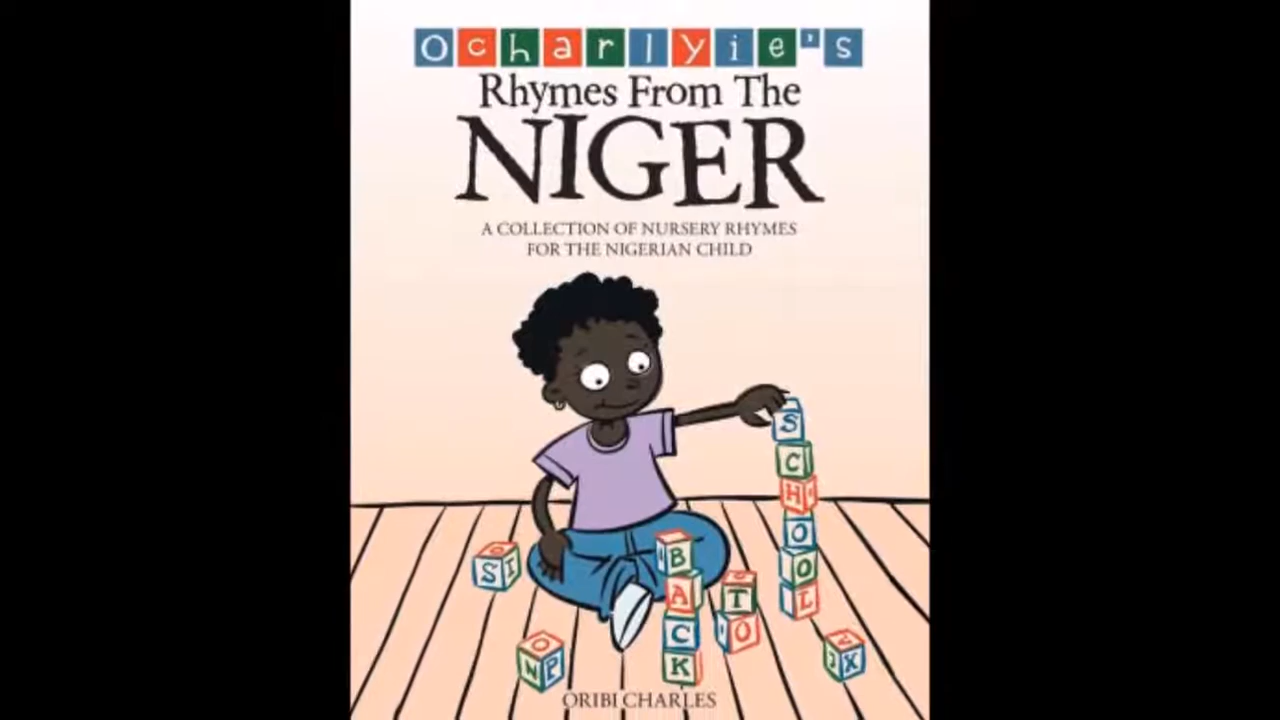 Ocharlyie's
Rhymes From The
NIGER
A COLLECTION OF NURSERY RHYMES
FOR THE NIGERIAN CHILD
S
C
H
O
O
L
B
A
C
K
T
O
S I
N P
X
ORIBI CHARLES